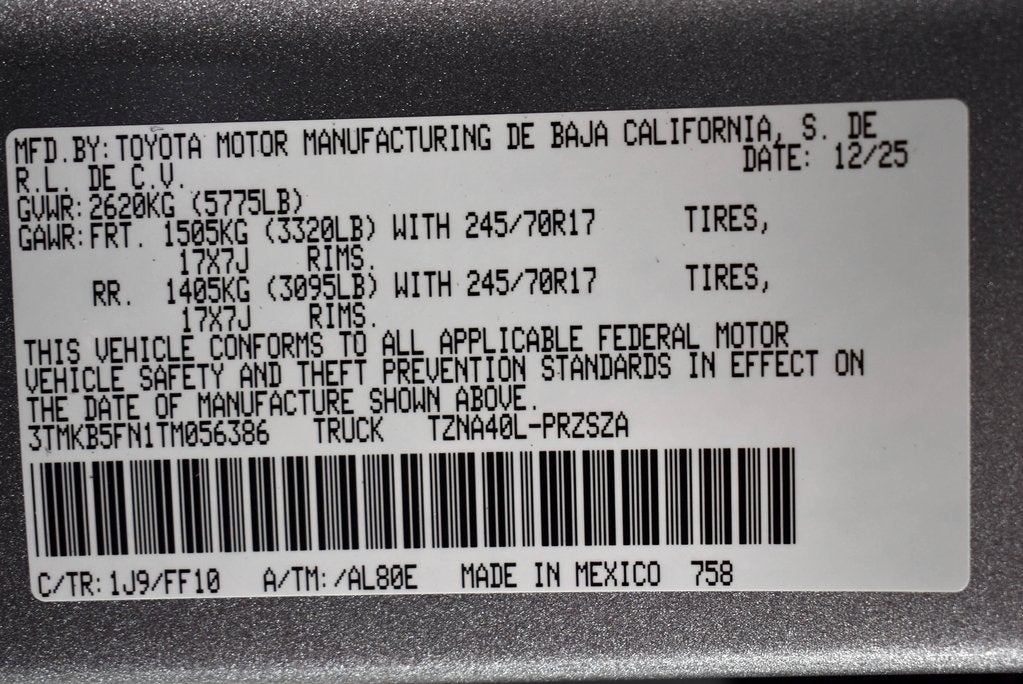 MFD.BY: TOYOTA MOTOR MANUFACTURING DE BAJA CALIFORNIA, S. DE
R.L. DE C.V. DATE: 12/25
GVWR: 2620KG (5775LB)
GAWR: FRT. 1505KG (3320LB) WITH 245/70R17 TIRES,
17X7J RIMS.
RR. 1405KG (3095LB) WITH 245/70R17 TIRES,
17X7J RIMS.
THIS VEHICLE CONFORMS TO ALL APPLICABLE FEDERAL MOTOR
VEHICLE SAFETY AND THEFT PREVENTION STANDARDS IN EFFECT ON
THE DATE OF MANUFACTURE SHOWN ABOVE.
3TMKB5FN1TM056386 TRUCK TZNA40L-PRZSZA
C/TR: 1J9/FF10 A/TM: /AL80E MADE IN MEXICO 758